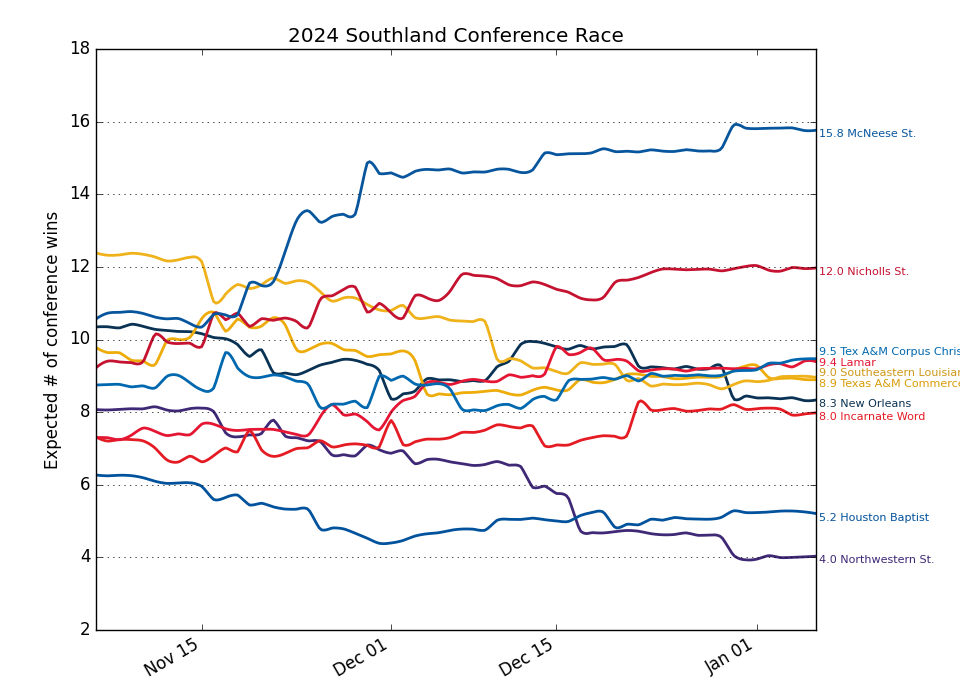 2024 Southland Conference Race
Expected # of conference wins
18
16
14
12
10
8
6
4
2
Nov 15
Dec 01
Dec 15
Jan 01
15.8 McNeese St.
12.0 Nicholls St.
9.5 Tex A&M Corpus Chris
9.4 Lamar
9.0 Southeastern Louisian
8.9 Texas A&M Commerce
8.3 New Orleans
8.0 Incarnate Word
5.2 Houston Baptist
4.0 Northwestern St.